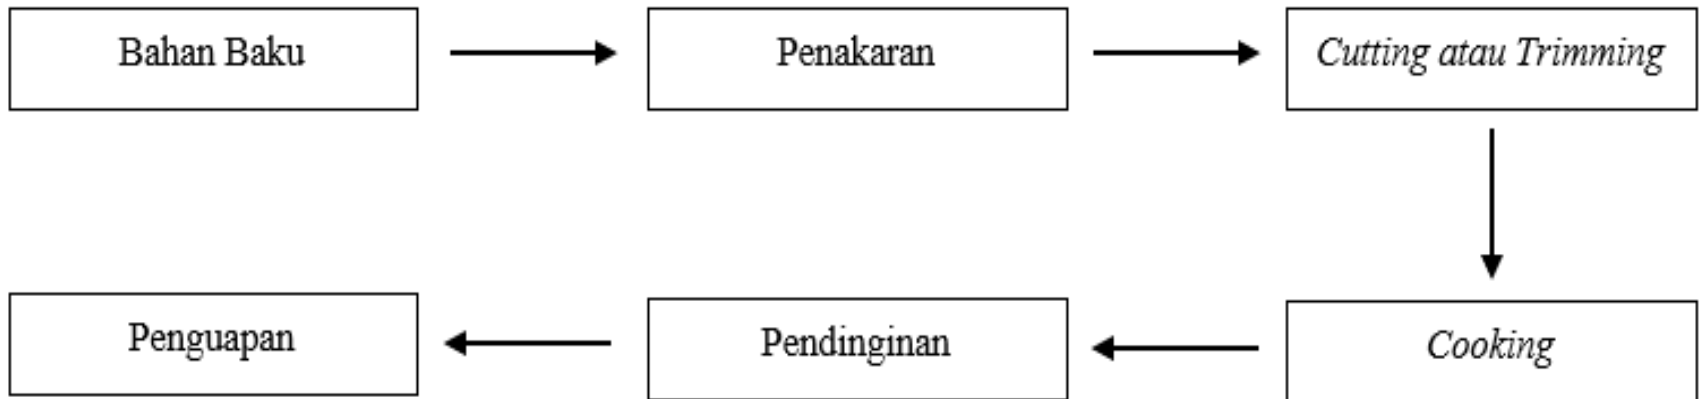 Bahan Baku
Penakaran
Cutting atau Trimming
Cooking
Pendinginan
Penguapan